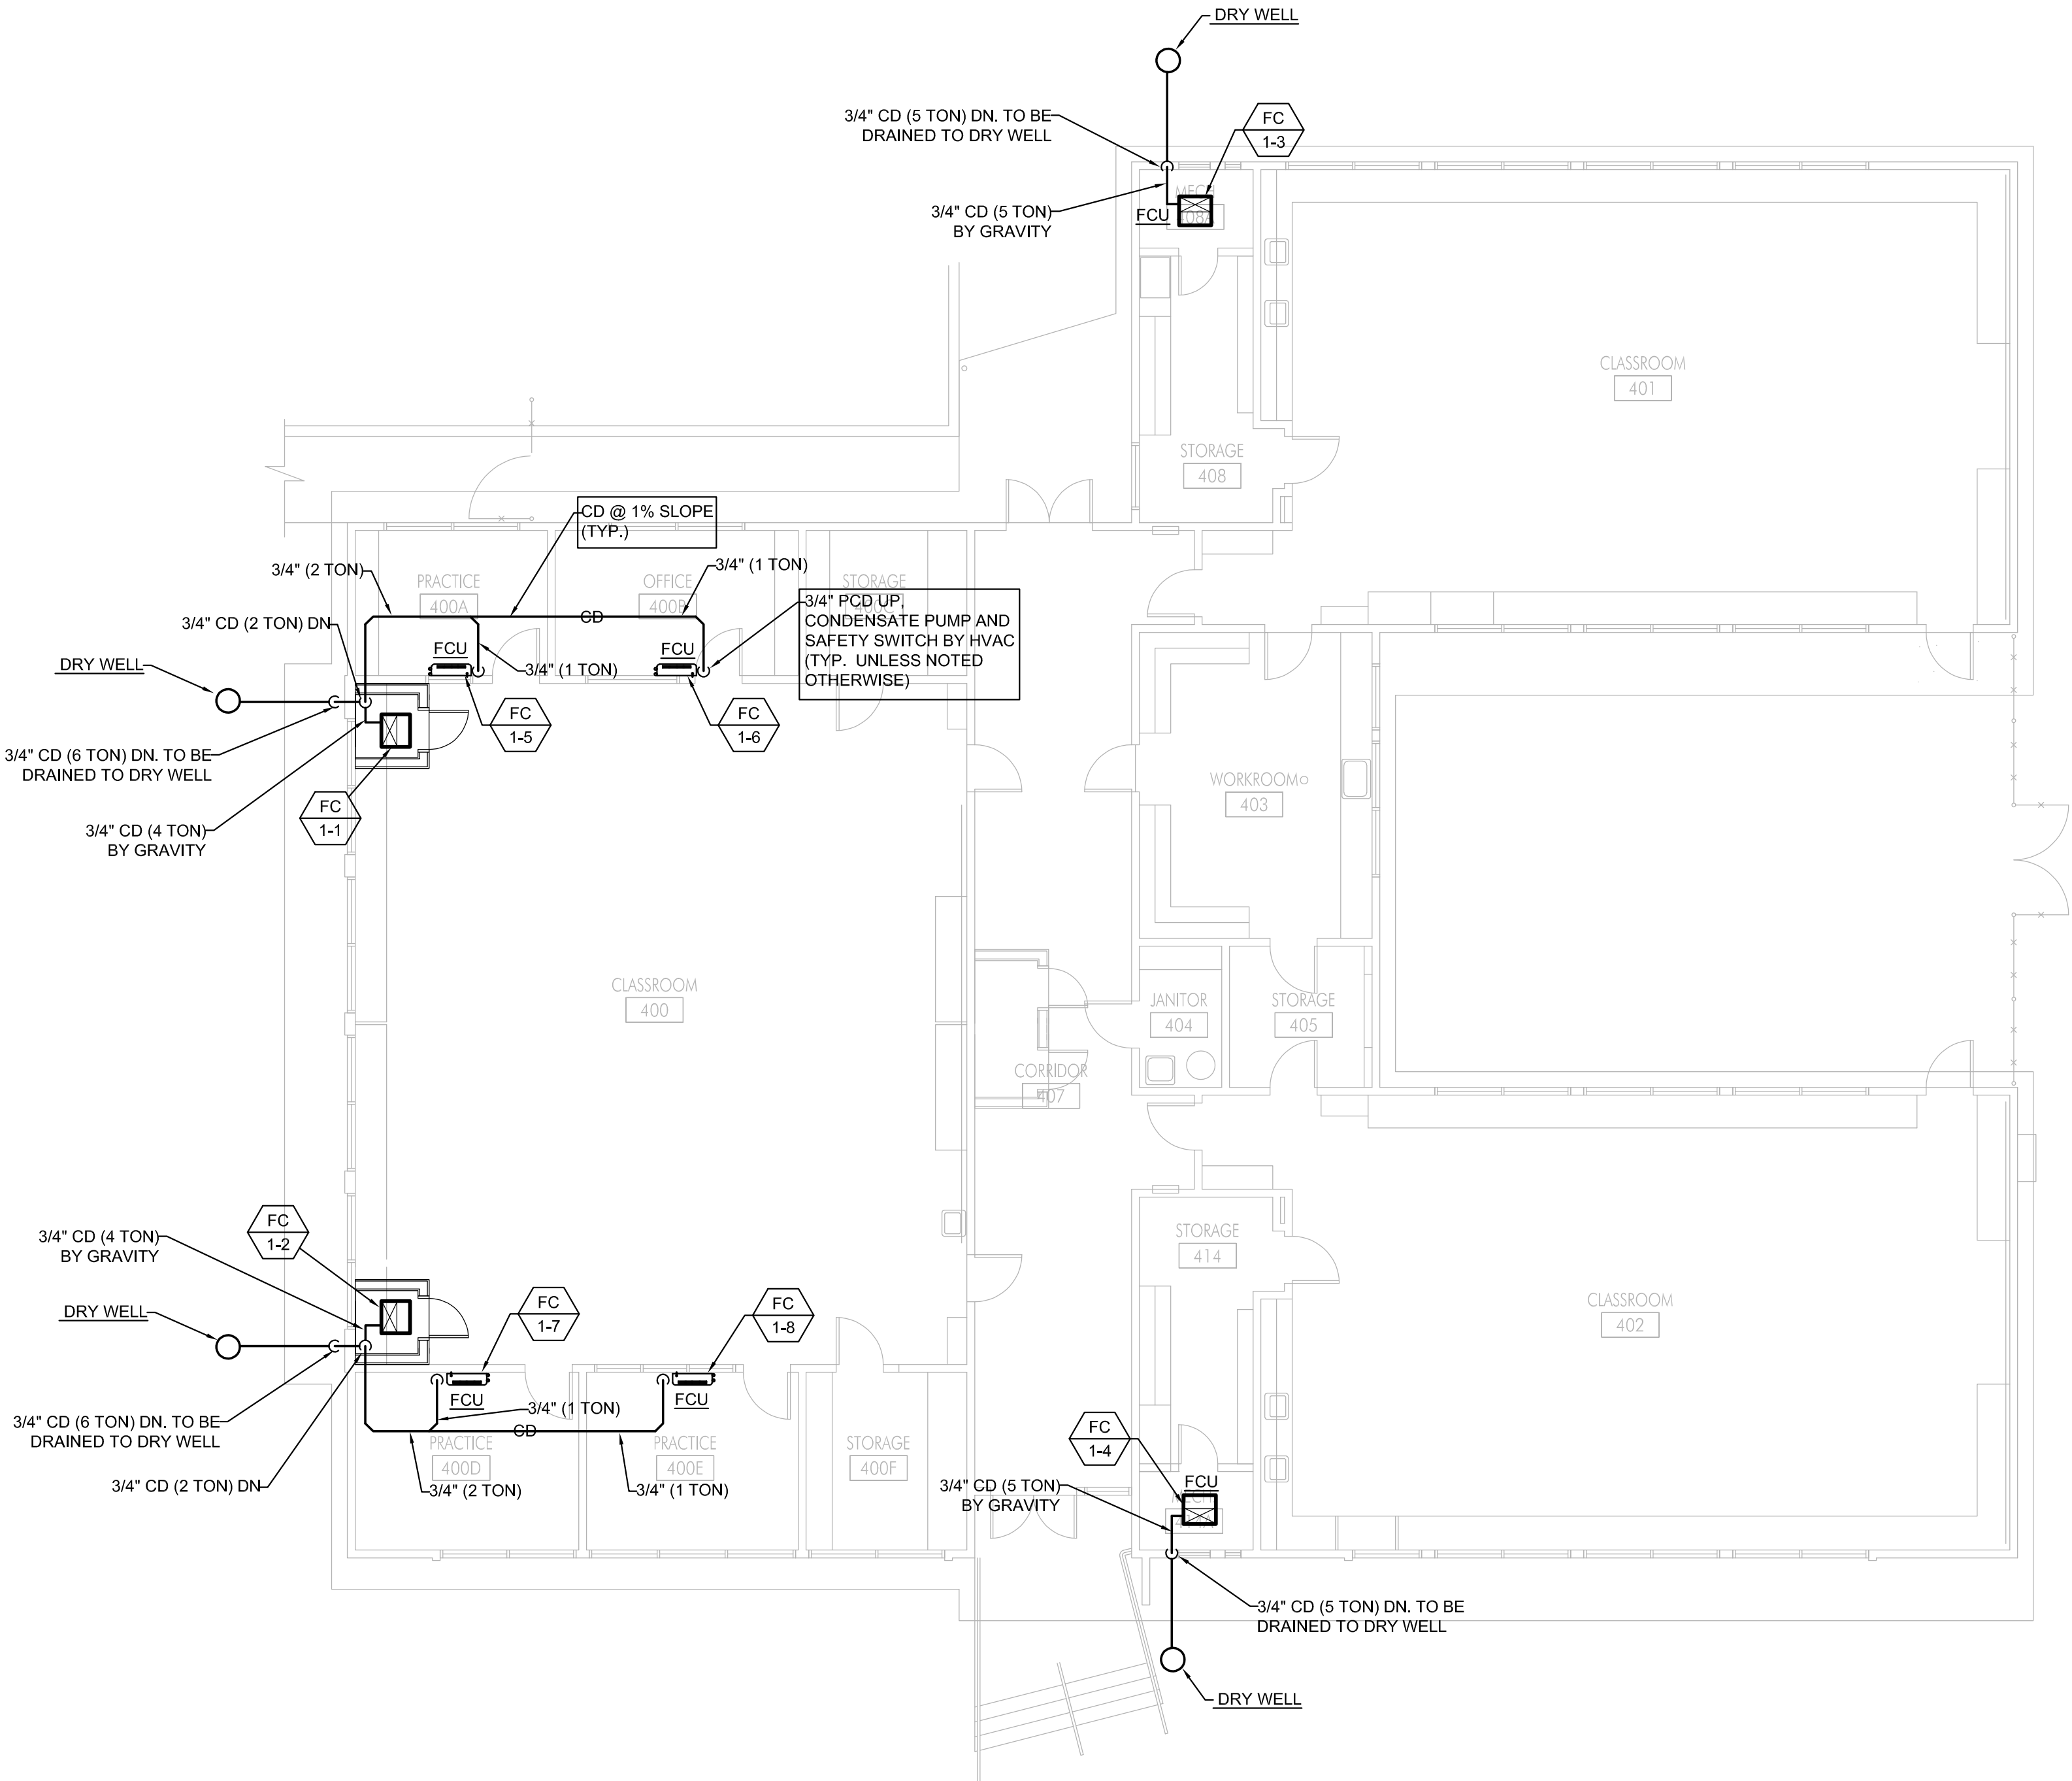 DRY WELL
3/4" CD (5 TON) DN. TO BE
DRAINED TO DRY WELL
FC
1-3
3/4" CD (5 TON)
BY GRAVITY
MECH
408A
FCU
CLASSROOM
401
STORAGE
408
CD @ 1% SLOPE
(TYP.)
3/4" (2 TON)
PRACTICE
400A
OFFICE
400B
3/4" (1 TON)
STORAGE
400C
3/4" PCD UP,
CONDENSATE PUMP AND
SAFETY SWITCH BY HVAC
(TYP. UNLESS NOTED
OTHERWISE)
CD
3/4" CD (2 TON) DN
FCU
FCU
3/4" (1 TON)
DRY WELL
FC
1-5
FC
1-6
3/4" CD (6 TON) DN. TO BE
DRAINED TO DRY WELL
FC
1-1
3/4" CD (4 TON)
BY GRAVITY
WORKROOM
403
CLASSROOM
400
JANITOR
404
STORAGE
405
CORRIDOR
407
FC
1-2
3/4" CD (4 TON)
BY GRAVITY
STORAGE
414
DRY WELL
FC
1-7
FC
1-8
CLASSROOM
402
FCU
FCU
3/4" (1 TON)
3/4" CD (6 TON) DN. TO BE
DRAINED TO DRY WELL
CD
PRACTICE
400D
PRACTICE
400E
STORAGE
400F
3/4" CD (2 TON) DN
3/4" (2 TON)
3/4" (1 TON)
FC
1-4
3/4" CD (5 TON)
BY GRAVITY
FCU
MECH
3/4" CD (5 TON) DN. TO BE
DRAINED TO DRY WELL
DRY WELL